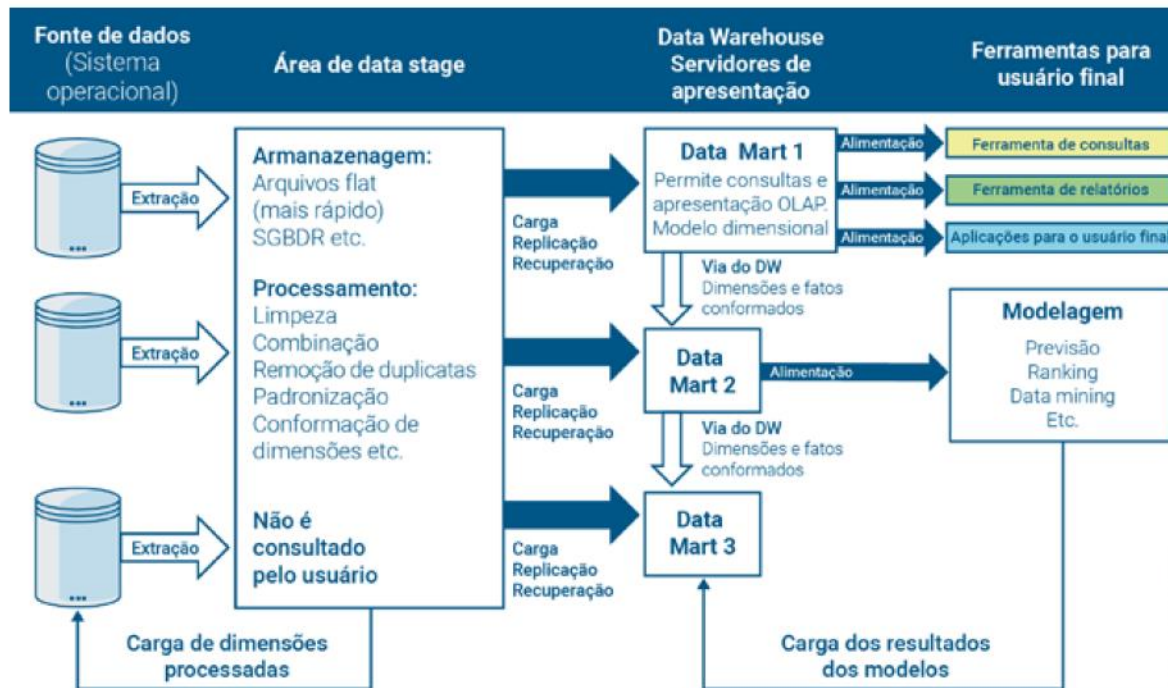 Fonte de dados
(Sistema
operacional)
Área de data stage
Data Warehouse
Servidores de
apresentação
Ferramentas para
usuário final
Extração
Extração
Extração
Armanazenagem:
Arquivos flat
(mais rápido)
SGBDR etc.
Processamento:
Limpeza
Combinação
Remoção de duplicatas
Padronização
Conformação de
dimensões etc.
Não é
consultado
pelo usuário
Carga
Replicação
Recuperação
Carga
Replicação
Recuperação
Carga
Replicação
Recuperação
Data Mart 1
Permite consultas e
apresentação OLAP.
Modelo dimensional
Via do DW
Dimensões e fatos
conformados
Data
Mart 2
Via do DW
Dimensões e fatos
conformados
Data
Mart 3
Alimentação
Alimentação
Alimentação
Alimentação
Ferramenta de consultas
Ferramenta de relatórios
Aplicações para o usuário final
Modelagem
Previsão
Ranking
Data mining
Etc.
Carga de dimensões
processadas
Carga dos resultados
dos modelos